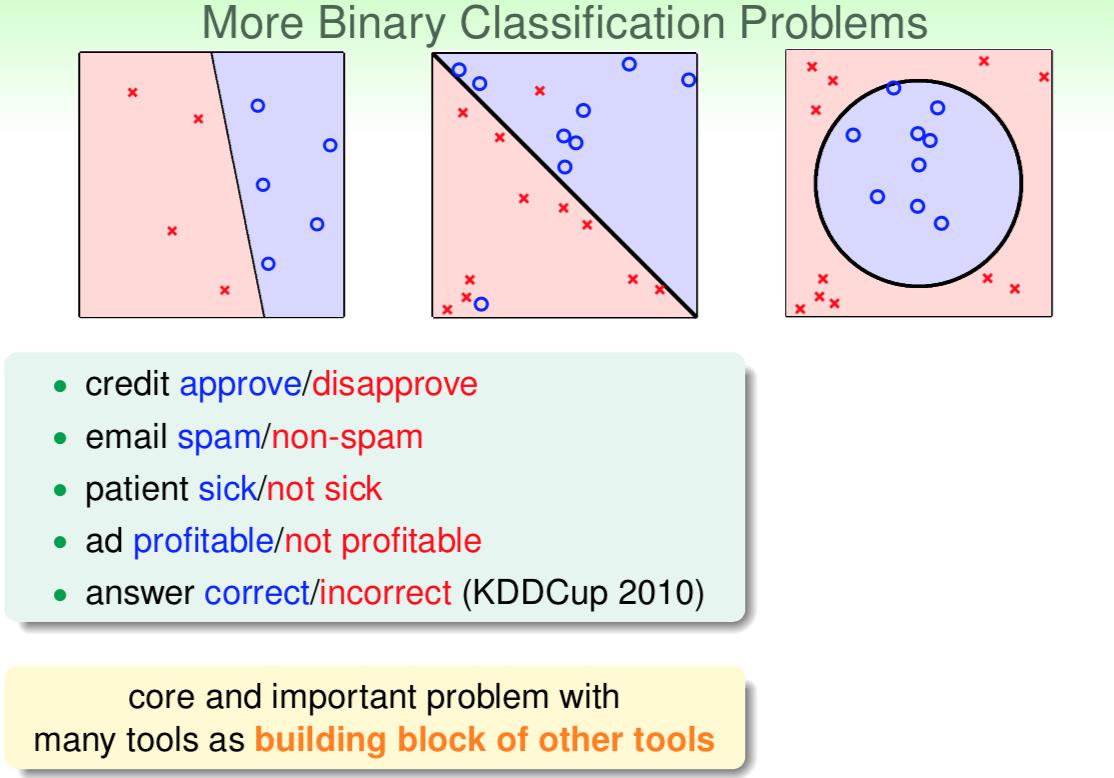 More Binary Classification Problems
• credit approve/disapprove
• email spam/non-spam
• patient sick/not sick
• ad profitable/not profitable
• answer correct/incorrect (KDDCup 2010)
core and important problem with
many tools as building block of other tools